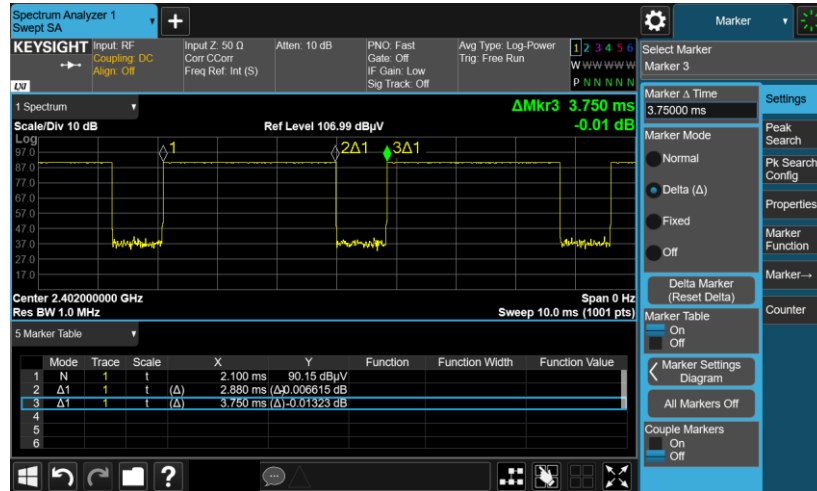 Spectrum Analyzer 1
Swept SA
+
Marker
KEYSIGHT
LXI
Input: RF
Coupling: DC
Align: Off
Input Z: 50 Ω
Corr CCorr
Freq Ref: Int (S)
Atten: 10 dB
PNO: Fast
Gate: Off
IF Gain: Low
Sig Track: Off
Avg Type: Log-Power
Trig: Free Run
1 2 3 4 5 6
W W W W W W
P N N N N N
Select Marker
Marker 3
1 Spectrum
ΔMkr3 3.750 ms
-0.01 dB
Scale/Div 10 dB
Ref Level 106.99 dBµV
Log
97.0
87.0
77.0
67.0
57.0
47.0
37.0
27.0
17.0
1
2Δ1
3Δ1
Center 2.402000000 GHz
Res BW 1.0 MHz
Span 0 Hz
Sweep 10.0 ms (1001 pts)
5 Marker Table
Mode Trace Scale X Y Function Function Width Function Value
1 N 1 t 2.100 ms 90.15 dBµV
2 Δ1 1 t (Δ) 2.880 ms (Δ)0.006615 dB
3 Δ1 1 t (Δ) 3.750 ms (Δ)-0.01323 dB
4
5
6
Marker Δ Time
3.75000 ms
Marker Mode
Normal
Delta (Δ)
Fixed
Off
Delta Marker
(Reset Delta)
Marker Table
On
Off
Marker Settings
Diagram
All Markers Off
Couple Markers
On
Off
Settings
Peak
Search
Pk Search
Config
Properties
Marker
Function
Marker→
Counter
?